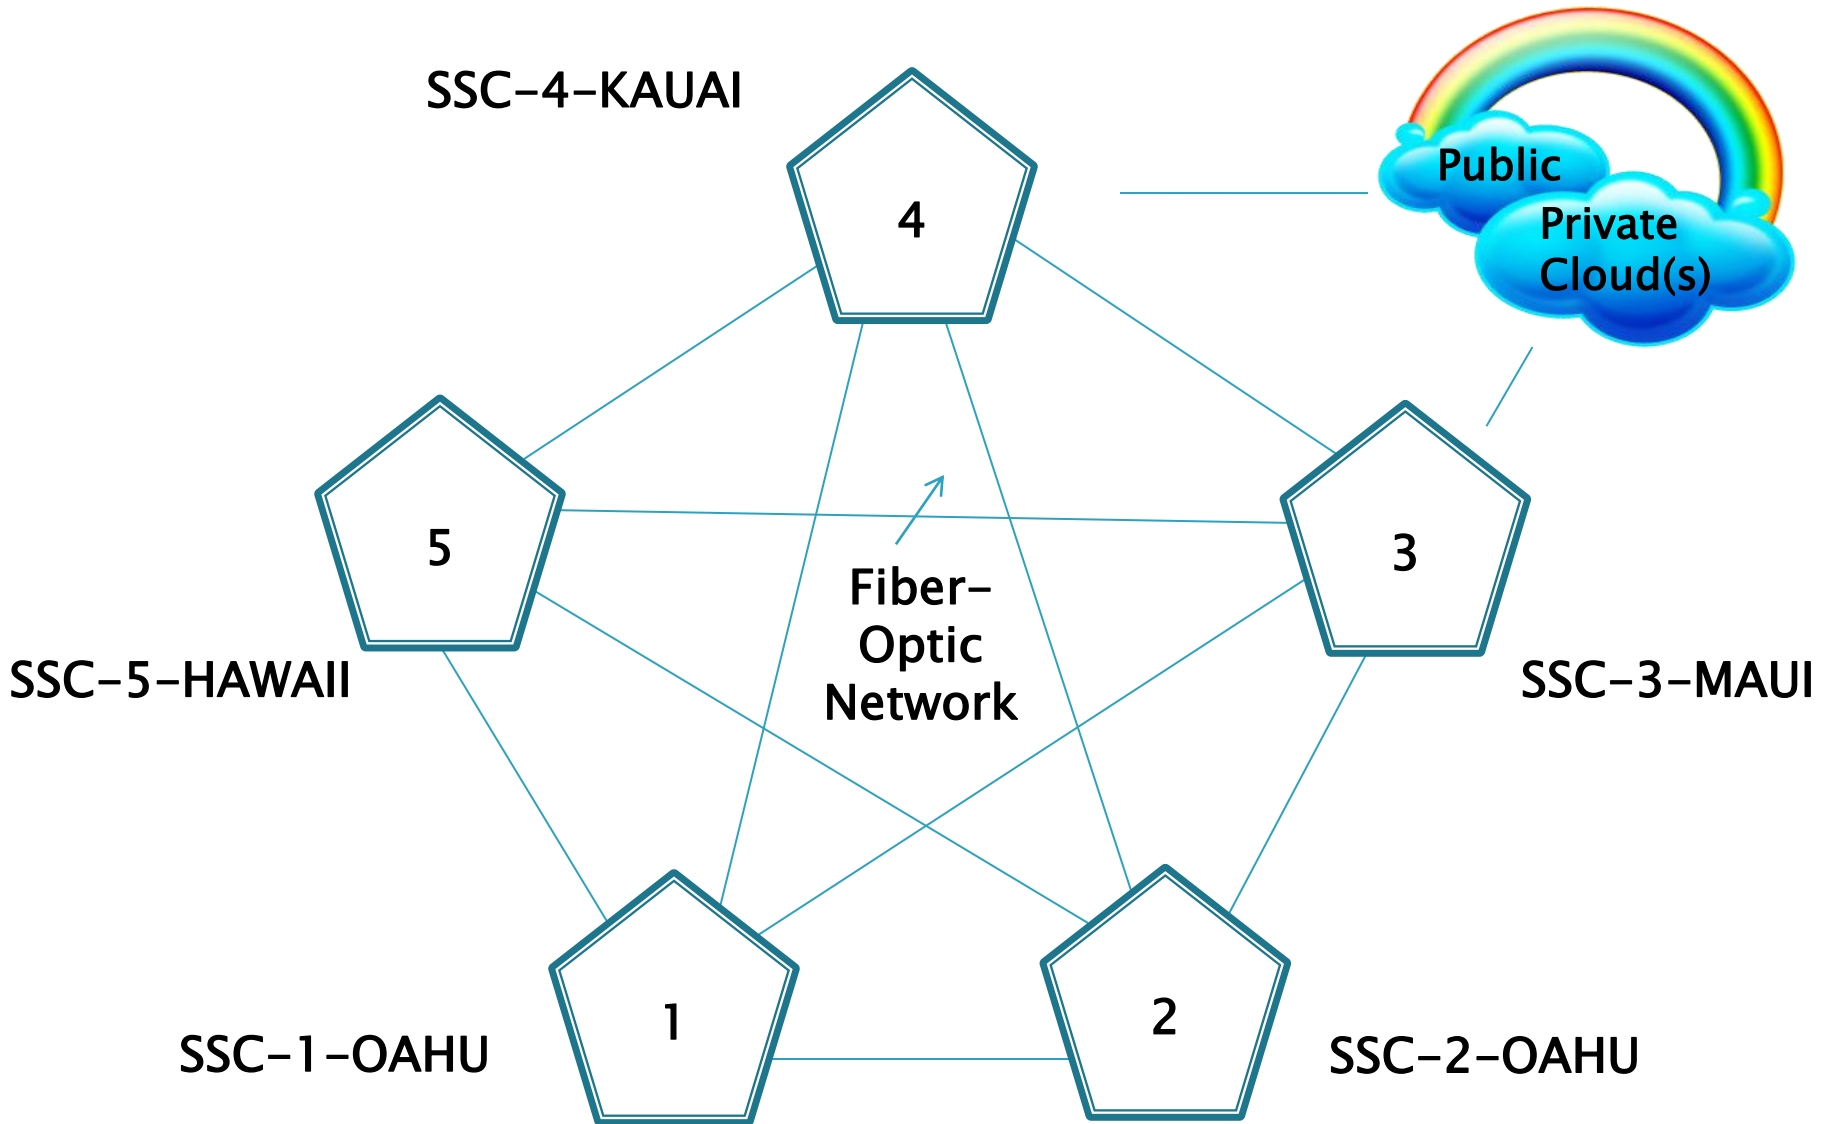 SSC-4-KAUAI
4
Public
Private
Cloud(s)
5
3
Fiber-
Optic
Network
SSC-5-HAWAII
SSC-3-MAUI
1
2
SSC-1-OAHU
SSC-2-OAHU